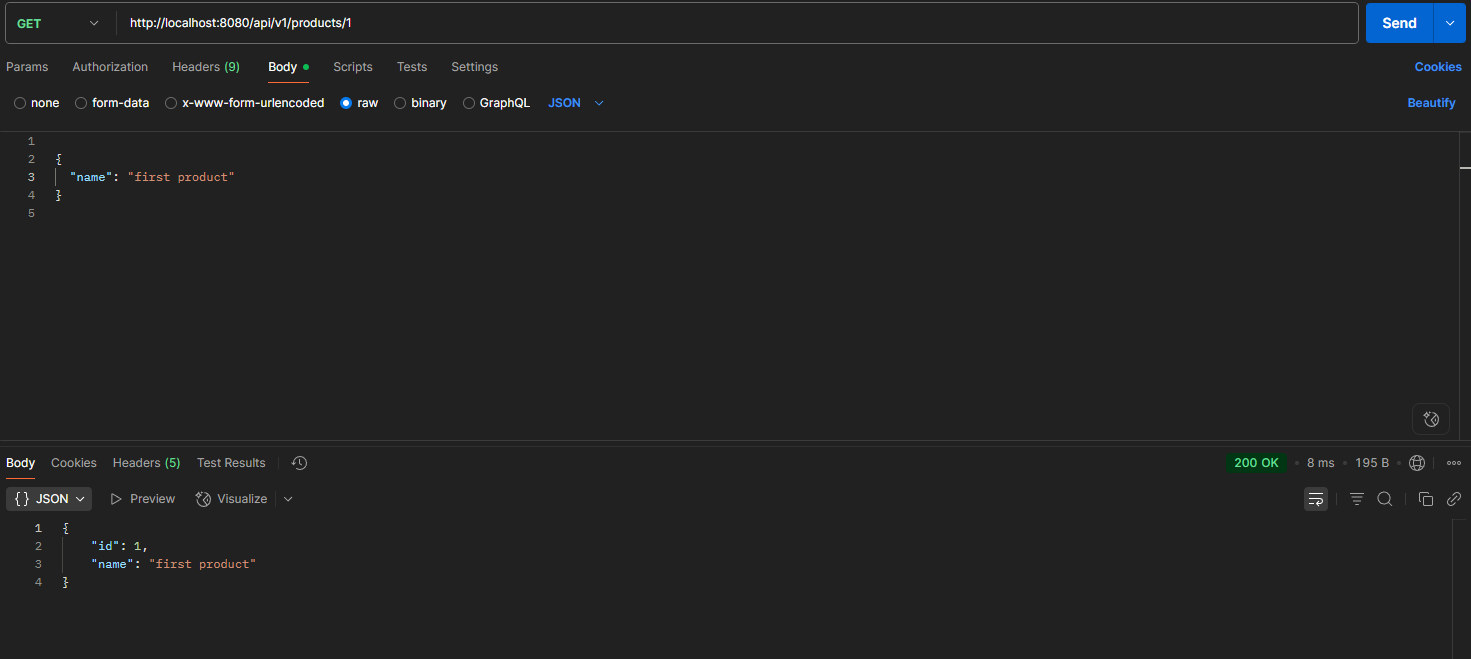 GET http://localhost:8080/api/v1/products/1 Send
Params Authorization Headers (9) Body Scripts Tests Settings Cookies
none form-data x-www-form-urlencoded raw binary GraphQL JSON Beautify
1
2 {
3 "name": "first product"
4 }
5
Body Cookies Headers (5) Test Results 200 OK 8 ms 195 B
{} JSON Preview Visualize
1 {
2 "id": 1,
3 "name": "first product"
4 }